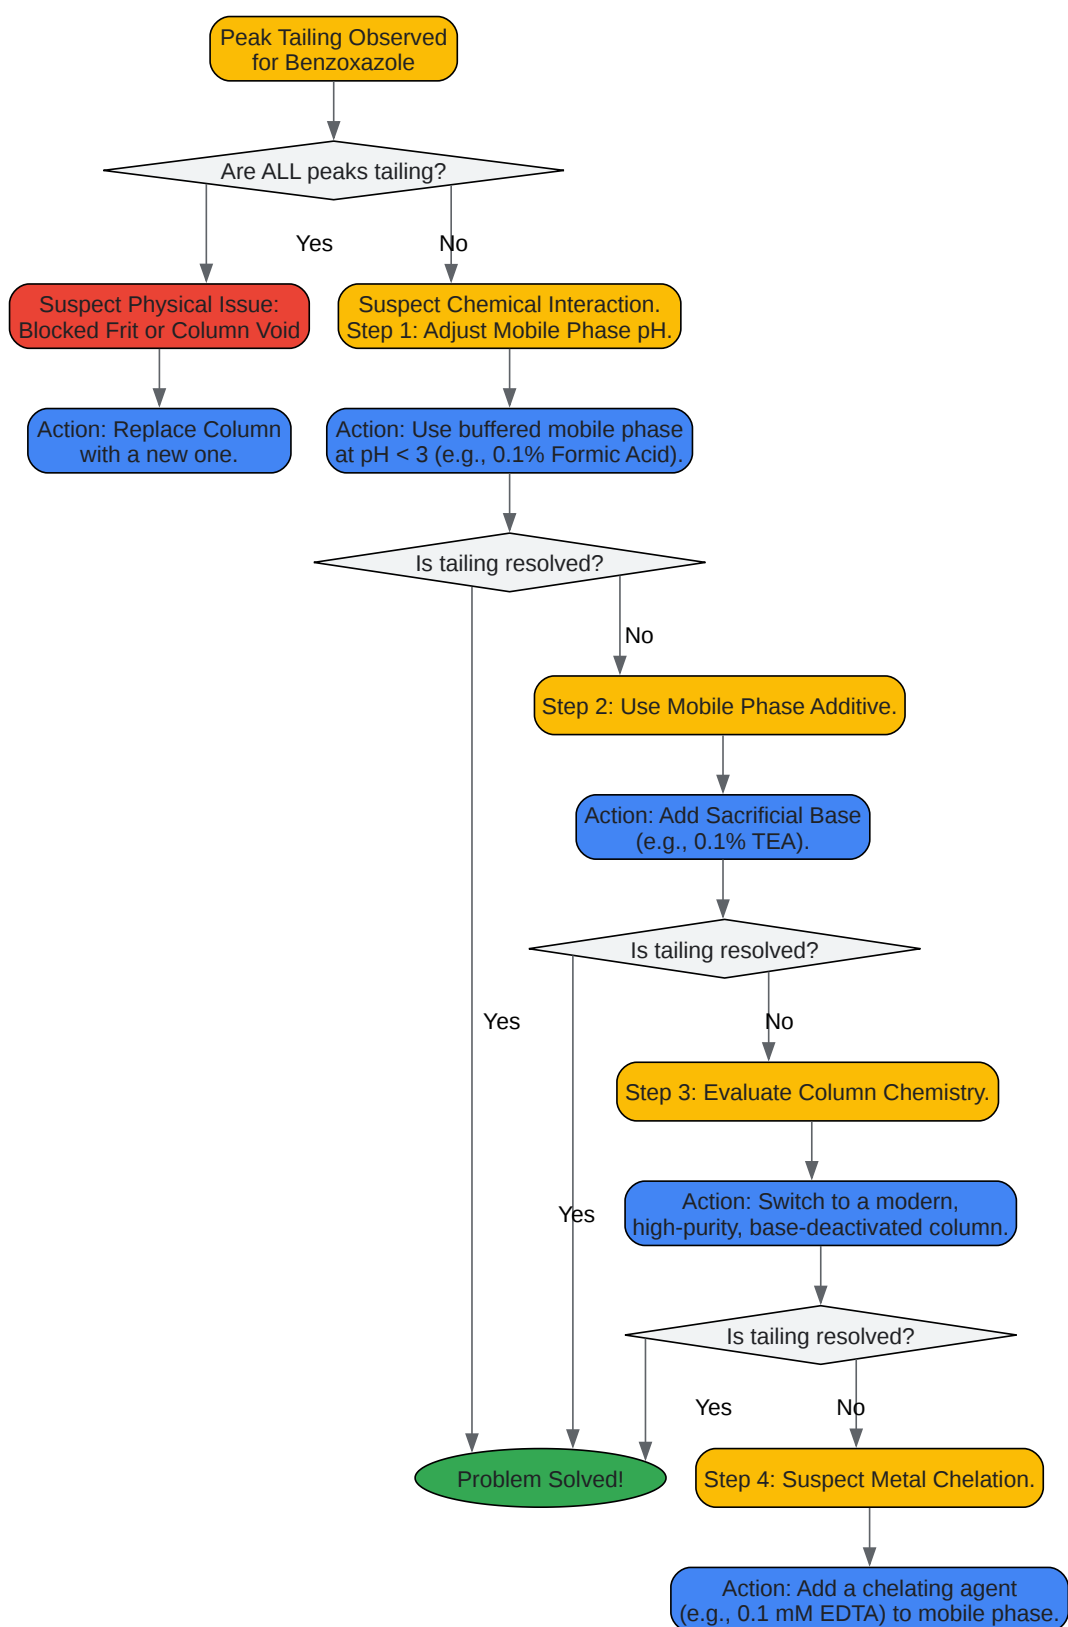 Peak Tailing Observed
for Benzoxazole
Are ALL peaks tailing?
Yes
No
Suspect Physical Issue:
Blocked Frit or Column Void
Suspect Chemical Interaction.
Step 1: Adjust Mobile Phase pH.
Action: Replace Column
with a new one.
Action: Use buffered mobile phase
at pH < 3 (e.g., 0.1% Formic Acid).
Is tailing resolved?
No
Step 2: Use Mobile Phase Additive.
Action: Add Sacrificial Base
(e.g., 0.1% TEA).
Is tailing resolved?
Yes
No
Step 3: Evaluate Column Chemistry.
Action: Switch to a modern,
high-purity, base-deactivated column.
Yes
Is tailing resolved?
Yes
No
Problem Solved!
Step 4: Suspect Metal Chelation.
Action: Add a chelating agent
(e.g., 0.1 mM EDTA) to mobile phase.